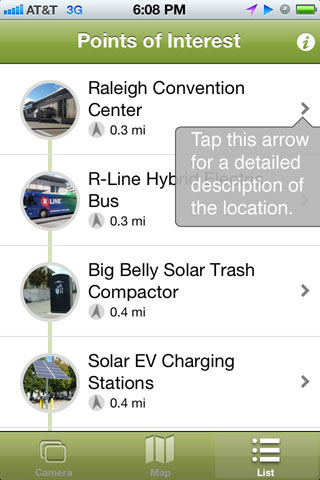 AT&T 3G 6:08 PM
Points of Interest
i
Raleigh Convention
Center
0.3 mi
Tap this arrow
for a detailed
description of
the location.
R-Line Hybrid Electric
Bus
0.3 mi
R LINE
Big Belly Solar Trash
Compactor
0.4 mi
Solar EV Charging
Stations
0.4 mi
Camera
Map
List